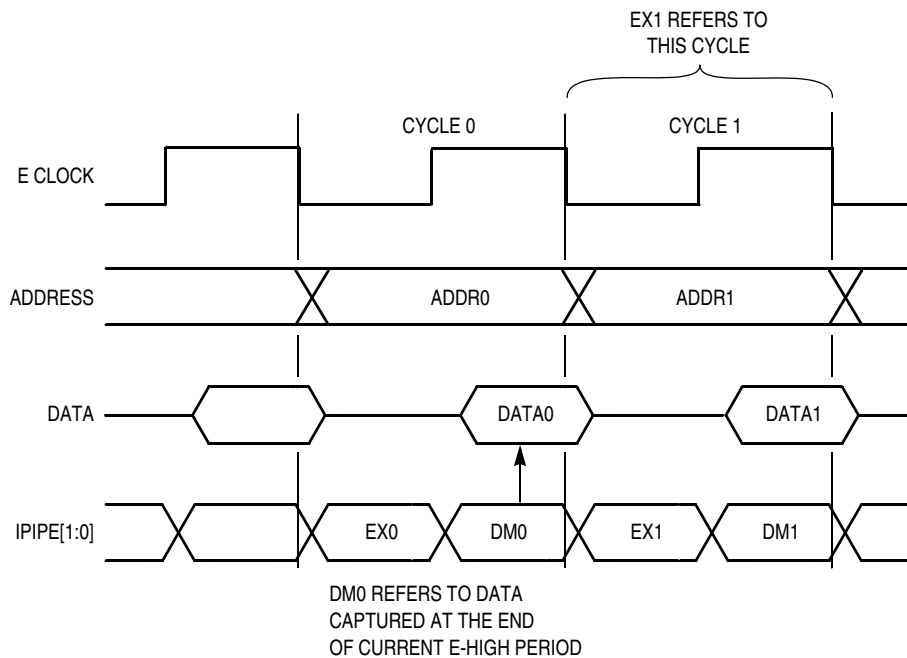 EX1 REFERS TO
THIS CYCLE
CYCLE 0
CYCLE 1
E CLOCK
ADDRESS
ADDR0
ADDR1
DATA
DATA0
DATA1
IPIPE[1:0]
EX0
DM0
EX1
DM1
DM0 REFERS TO DATA
CAPTURED AT THE END
OF CURRENT E-HIGH PERIOD